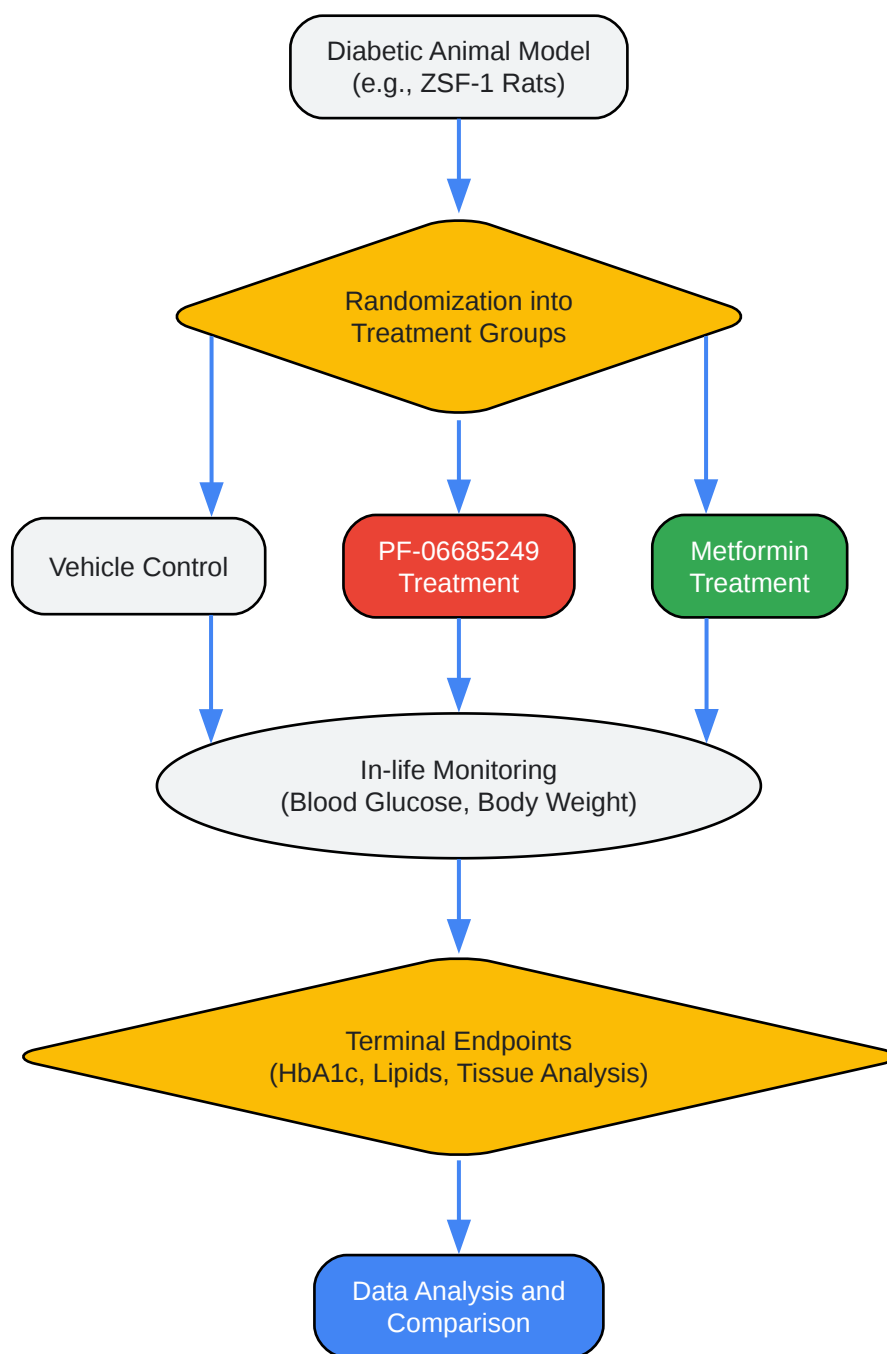 Diabetic Animal Model
(e.g., ZSF-1 Rats)
Randomization into
Treatment Groups
Vehicle Control
PF-06685249
Treatment
Metformin
Treatment
In-life Monitoring
(Blood Glucose, Body Weight)
Terminal Endpoints
(HbA1c, Lipids, Tissue Analysis)
Data Analysis and
Comparison